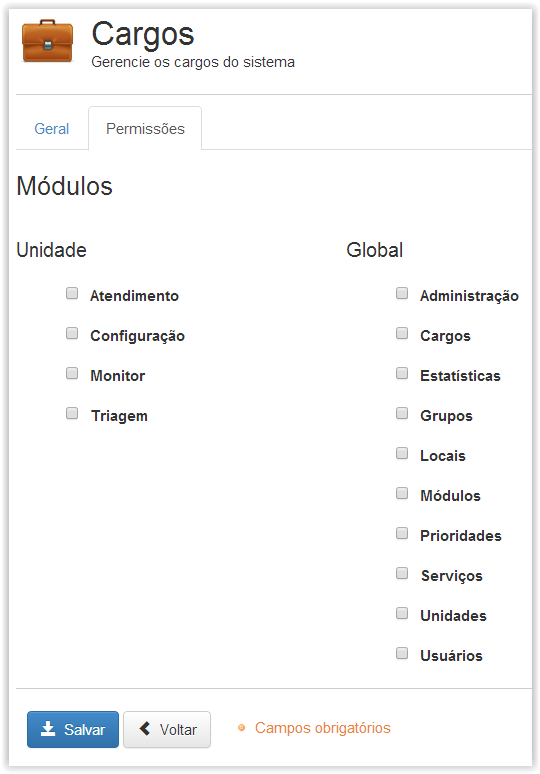 Cargos
Gerencie os cargos do sistema
Geral
Permissões
Módulos
Unidade
Atendimento
Configuração
Monitor
Triagem
Global
Administração
Cargos
Estatísticas
Grupos
Locais
Módulos
Prioridades
Serviços
Unidades
Usuários
Salvar
Voltar
Campos obrigatórios